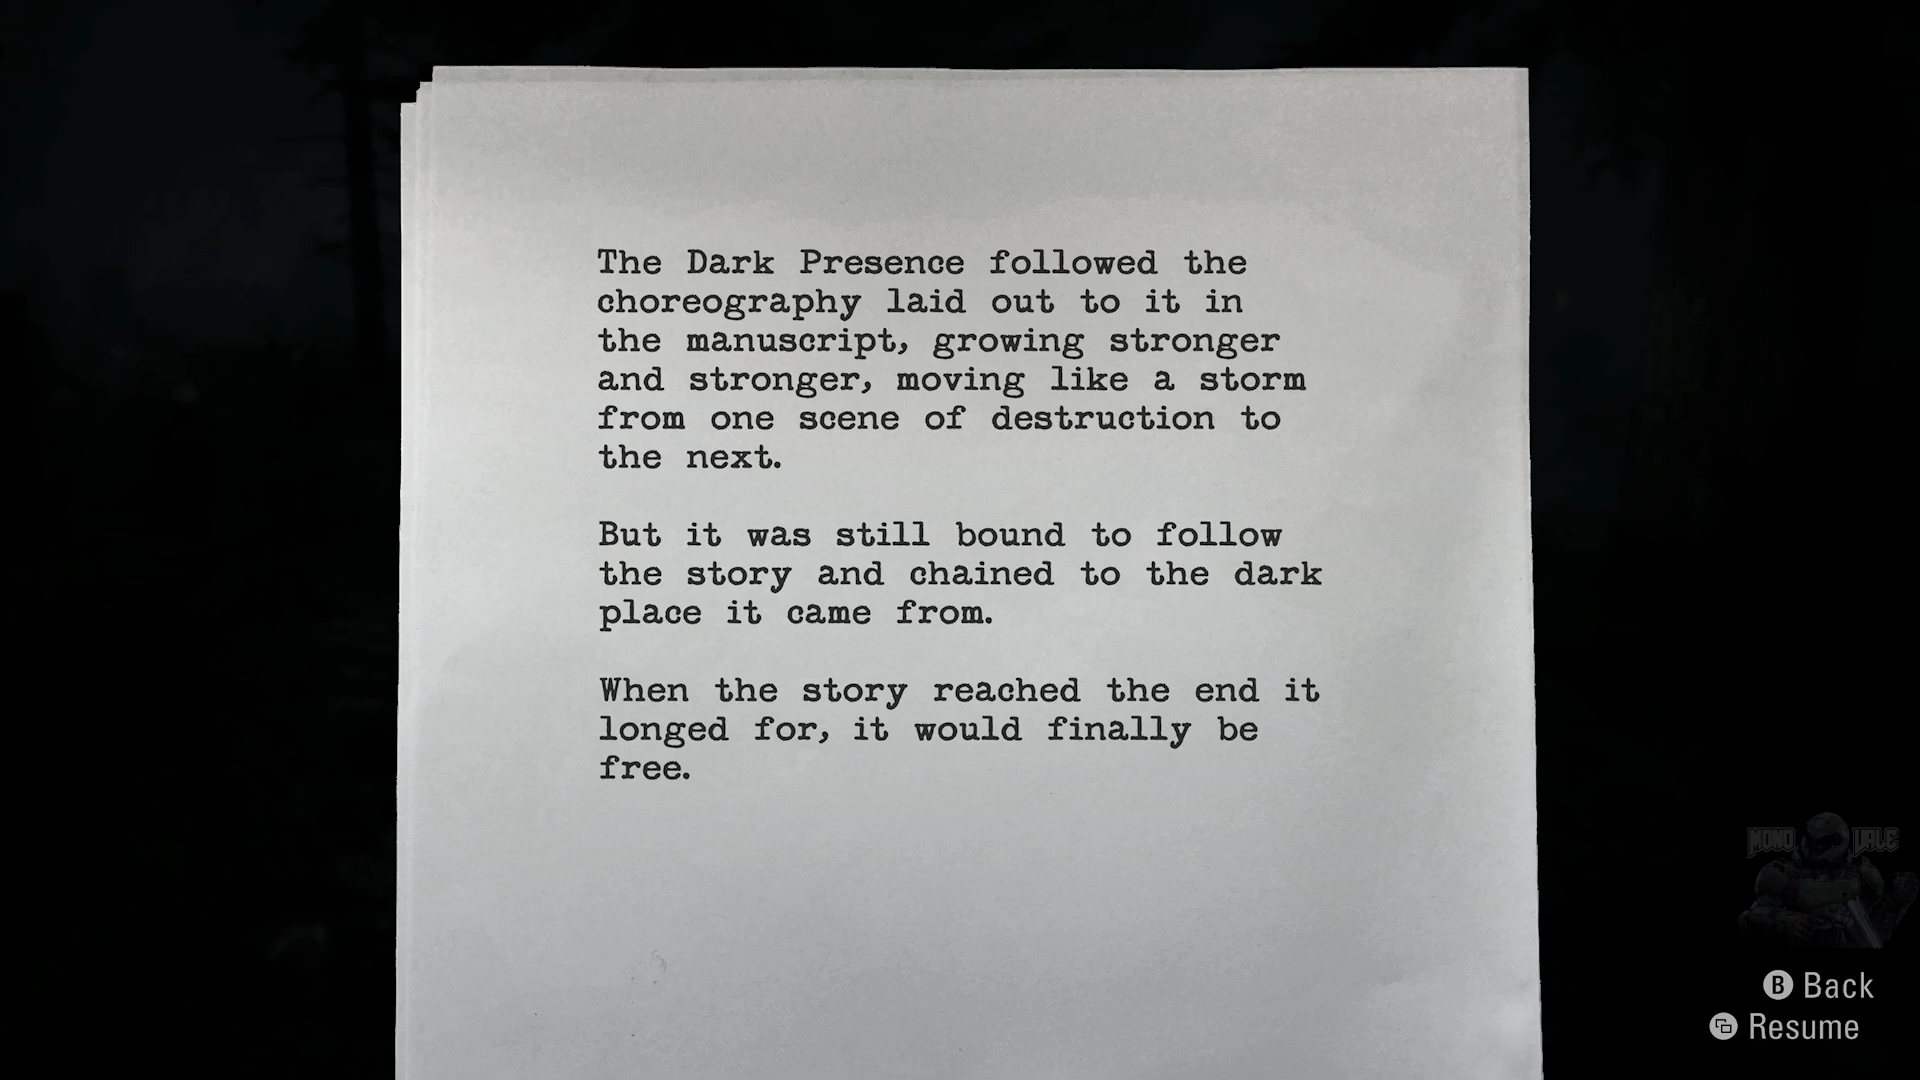 The Dark Presence followed the
choreography laid out to it in
the manuscript, growing stronger
and stronger, moving like a storm
from one scene of destruction to
the next.
But it was still bound to follow
the story and chained to the dark
place it came from.
When the story reached the end it
longed for, it would finally be
free.
MONO VALE
B Back
Resume